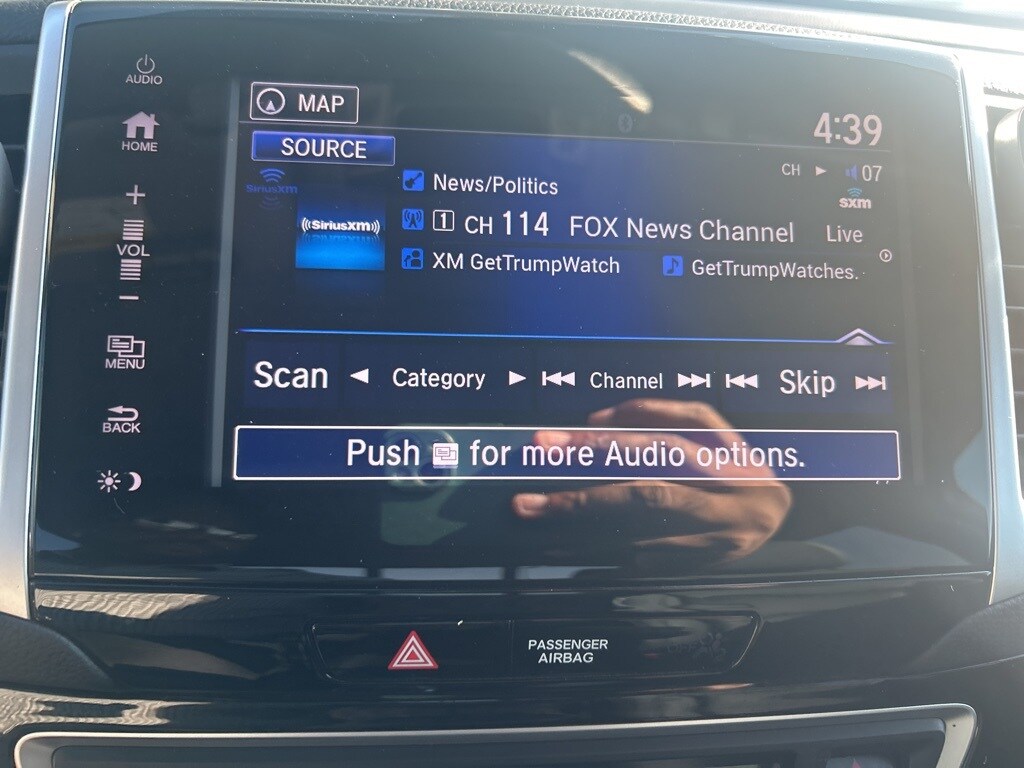 AUDIO
MAP
4:39
HOME
SOURCE
CH ▶ 07
SiriusXM
News/Politics
sxm
((SiriusXM))
1 CH 114 FOX News Channel Live
VOL
XM GetTrumpWatch GetTrumpWatches.
MENU
Scan ◀ Category ▶ ⏮ Channel ⏭ ⏮ Skip ⏭
BACK
Push for more Audio options.
PASSENGER
AIRBAG